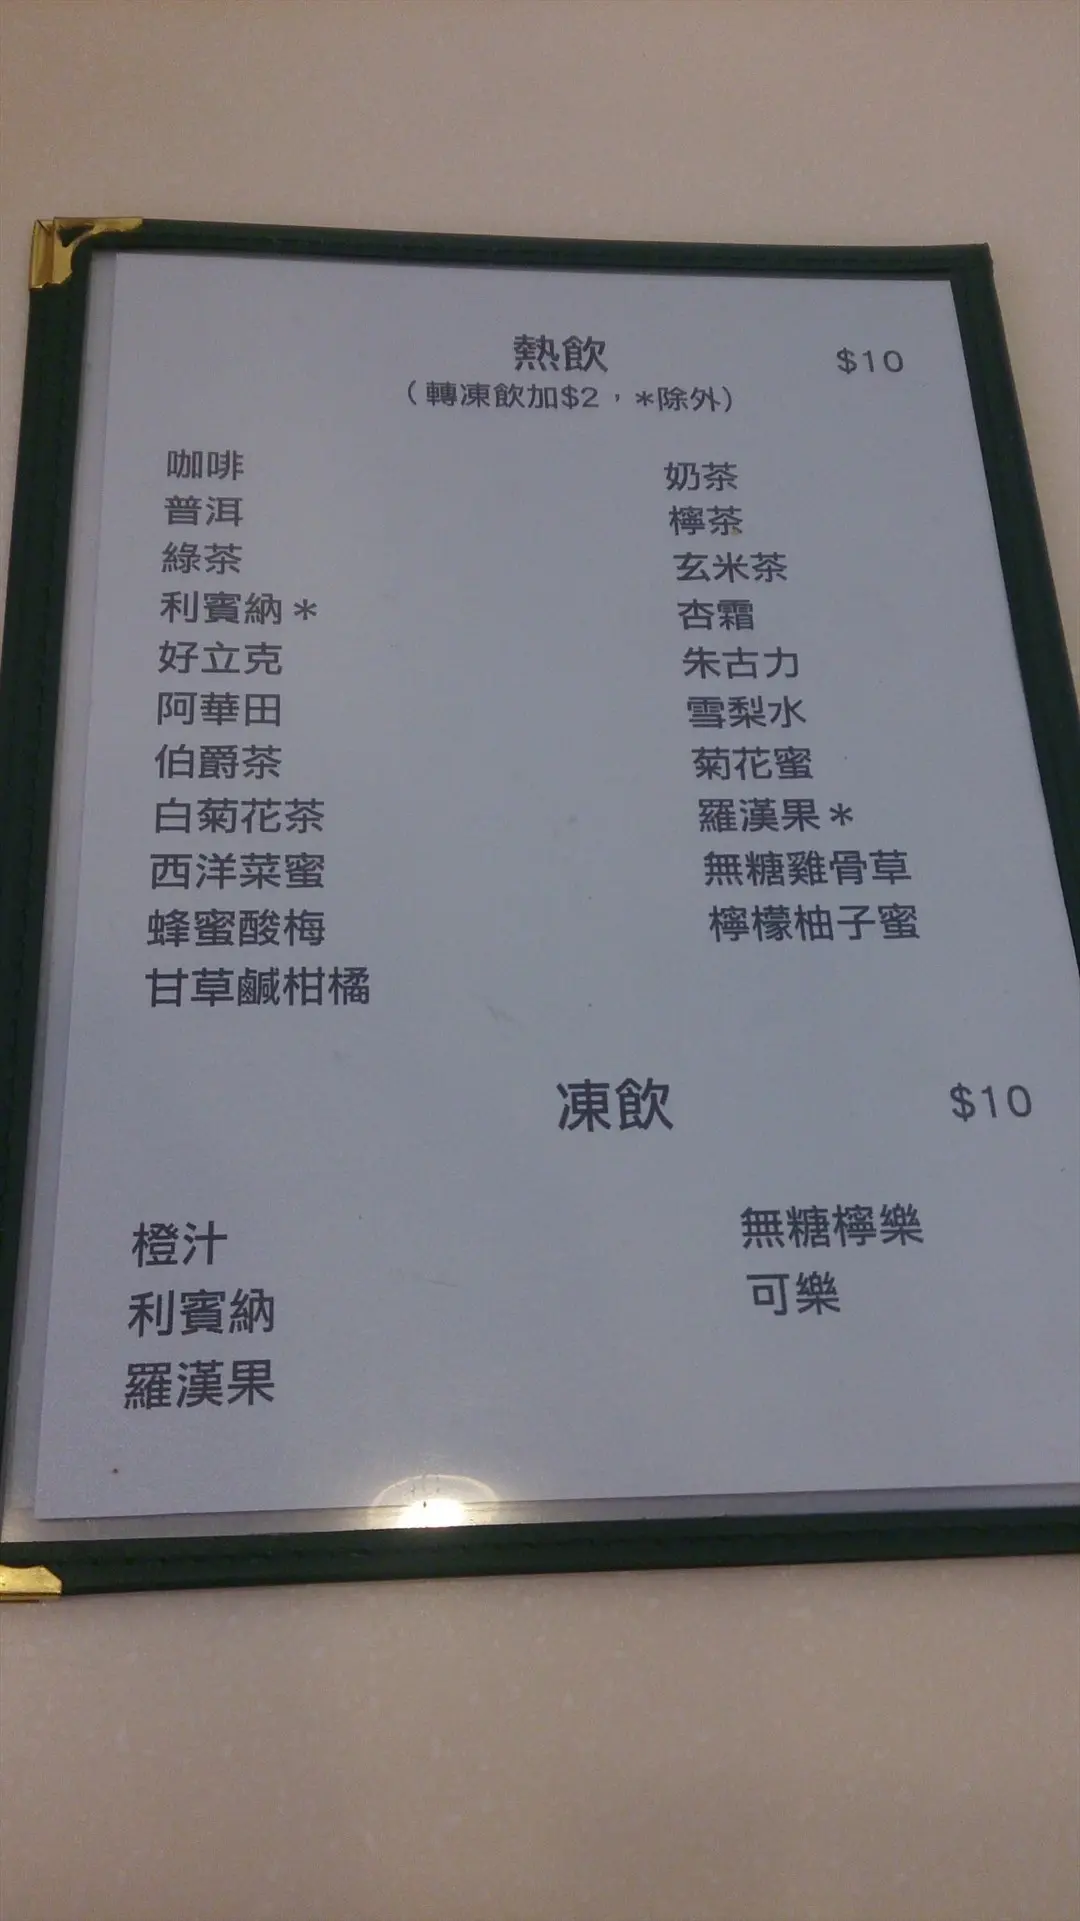 熱飲 $10
（轉凍飲加$2，*除外）
咖啡 奶茶
普洱 檸茶
綠茶 玄米茶
利賓納* 杏霜
好立克 朱古力
阿華田 雪梨水
伯爵茶 菊花蜜
白菊花茶 羅漢果*
西洋菜蜜 無糖雞骨草
蜂蜜酸梅 檸檬柚子蜜
甘草鹹柑橘
凍飲 $10
橙汁 無糖檸樂
利賓納 可樂
羅漢果